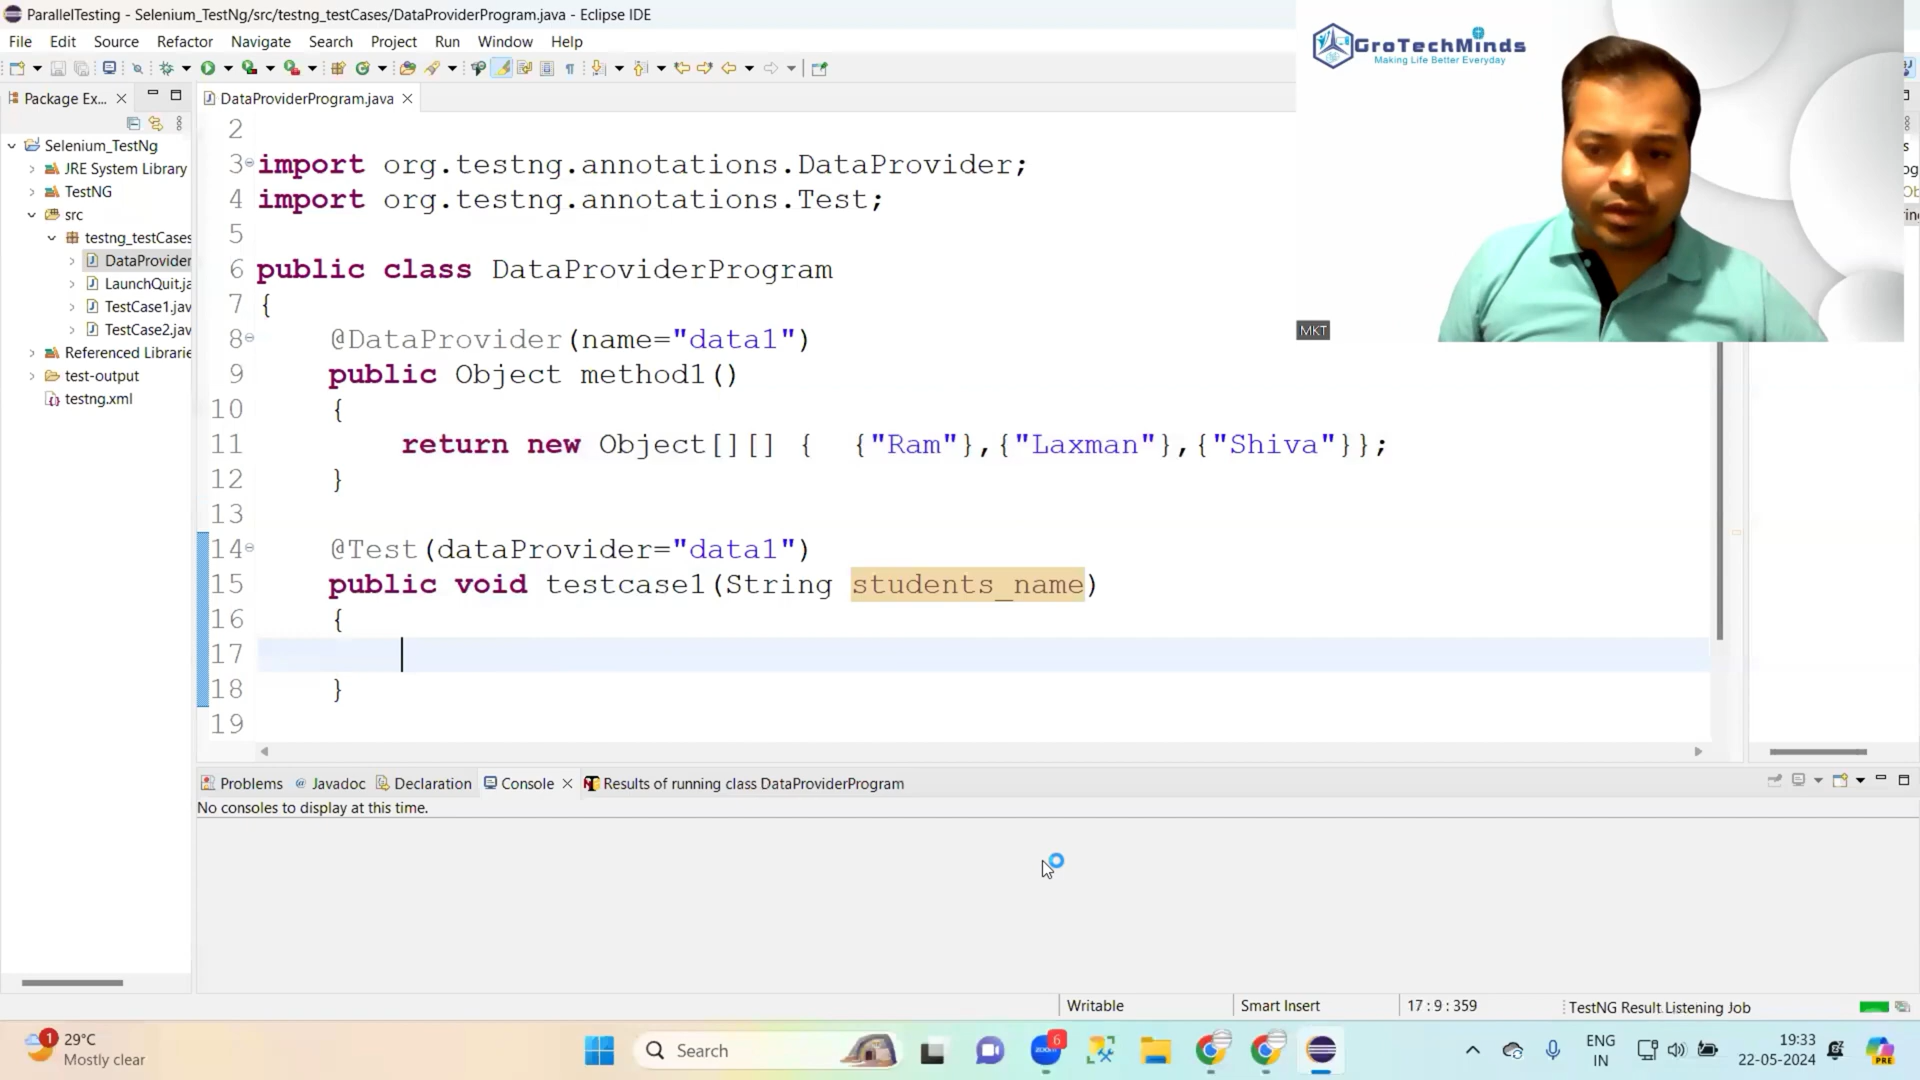 ParallelTesting - Selenium_TestNg/src/testng_testCases/DataProviderProgram.java - Eclipse IDE
File Edit Source Refactor Navigate Search Project Run Window Help
GroTechMinds
Making Life Better Everyday
MKT
Package Ex...
Selenium_TestNg
JRE System Library
TestNG
src
testng_testCases
DataProvider
LaunchQuit.ja
TestCase1.jav
TestCase2.jav
Referenced Librarie
test-output
testng.xml
DataProviderProgram.java
2
3 import org.testng.annotations.DataProvider;
4 import org.testng.annotations.Test;
5
6 public class DataProviderProgram
7 {
8 @DataProvider(name="data1")
9 public Object method1()
10 {
11 return new Object[][] { {"Ram"},{"Laxman"},{"Shiva"}};
12 }
13
14 @Test(dataProvider="data1")
15 public void testcase1(String students_name)
16 {
17
18 }
19
Problems @ Javadoc Declaration Console Results of running class DataProviderProgram
No consoles to display at this time.
Writable Smart Insert 17 : 9 : 359 TestNG Result Listening Job
1
29°C
Mostly clear
Search
zoom
6
ENG
IN
19:33
22-05-2024
PRE